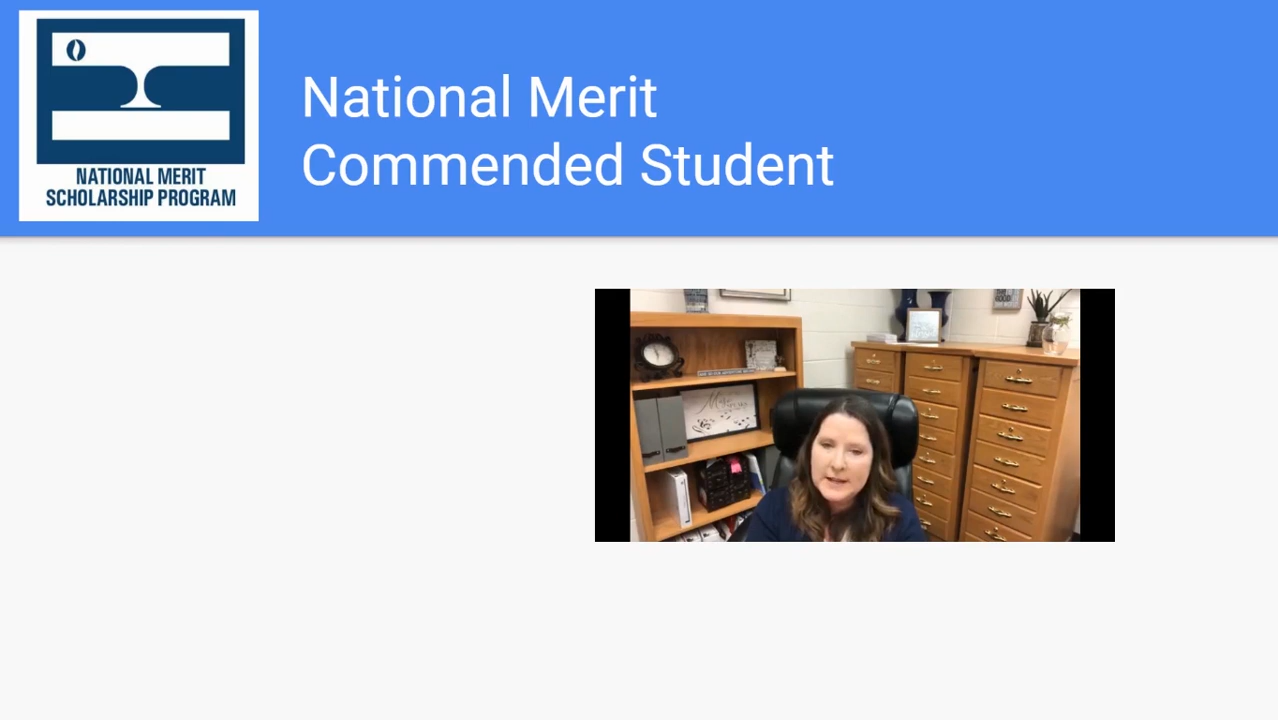 National Merit
Commended Student
NATIONAL MERIT
SCHOLARSHIP PROGRAM